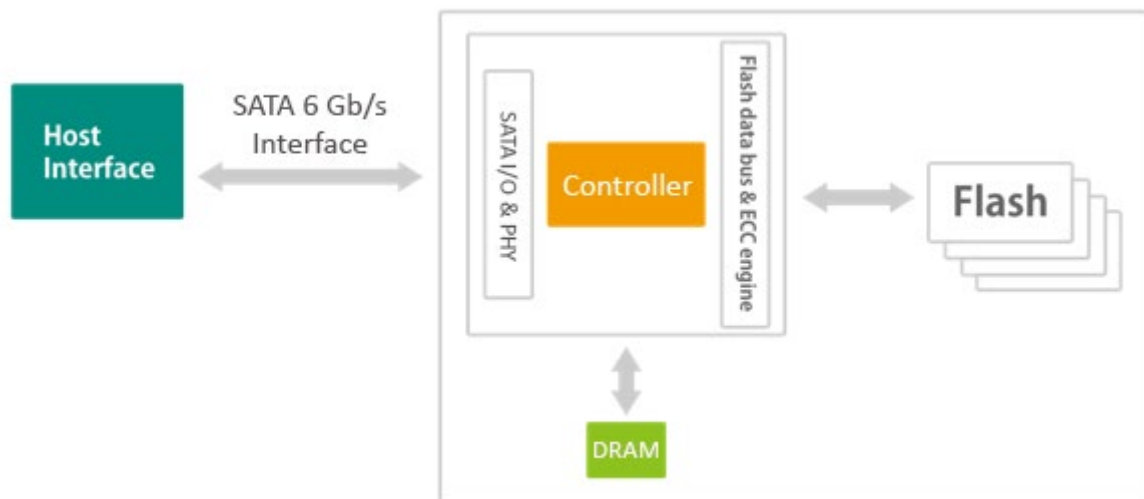 SATA 6 Gb/s
Interface
Host
Interface
SATA I/O & PHY
Controller
Flash data bus & ECC engine
Flash
DRAM